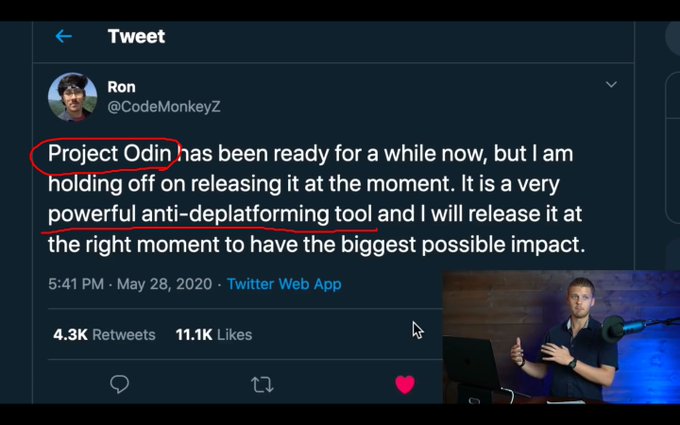 Tweet
Ron
@CodeMonkeyZ
Project Odin has been ready for a while now, but I am
holding off on releasing it at the moment. It is a very
powerful anti-deplatforming tool and I will release it at
the right moment to have the biggest possible impact.
5:41 PM · May 28, 2020 · Twitter Web App
4.3K Retweets 11.1K Likes